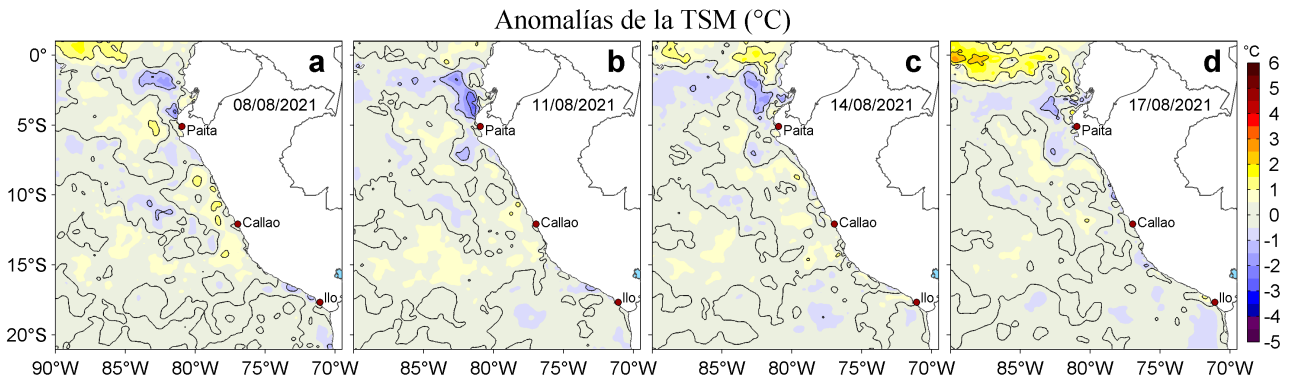 Anomalías de la TSM (°C)
a
b
c
d
08/08/2021
11/08/2021
14/08/2021
17/08/2021
Paita
Paita
Paita
Paita
Callao
Callao
Callao
Callao
Ilo
Ilo
Ilo
Ilo
0°
5°S
10°S
15°S
20°S
90°W 85°W 80°W 75°W 70°W
85°W 80°W 75°W 70°W
85°W 80°W 75°W 70°W
85°W 80°W 75°W 70°W
°C
6
5
4
3
2
1
0
-1
-2
-3
-4
-5